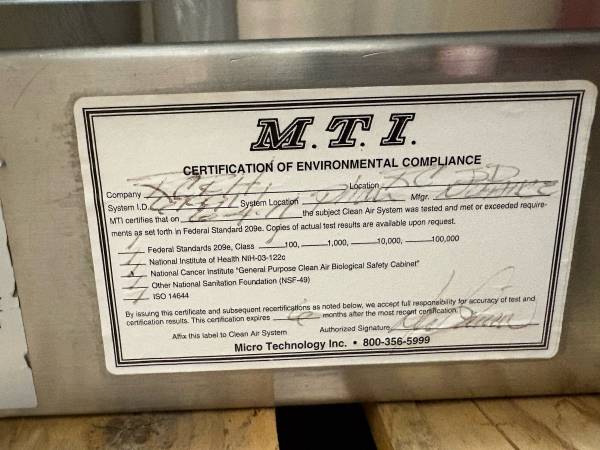 M.T.I.
CERTIFICATION OF ENVIRONMENTAL COMPLIANCE
Company Location
System I.D. System Location Mfgr.
MTI certifies that on the subject Clean Air System was tested and met or exceeded require-
ments as set forth in Federal Standard 209e. Copies of actual test results are available upon request.
Federal Standards 209e, Class 100, 1,000, 10,000, 100,000
National Institute of Health NIH-03-122c
National Cancer Institute "General Purpose Clean Air Biological Safety Cabinet"
Other National Sanitation Foundation (NSF-49)
ISO 14644
By issuing this certificate and subsequent recertifications as noted below, we accept full responsibility for accuracy of test and
certification results. This certification expires months after the most recent certification.
Affix this label to Clean Air System Authorized Signature
Micro Technology Inc. • 800-356-5999